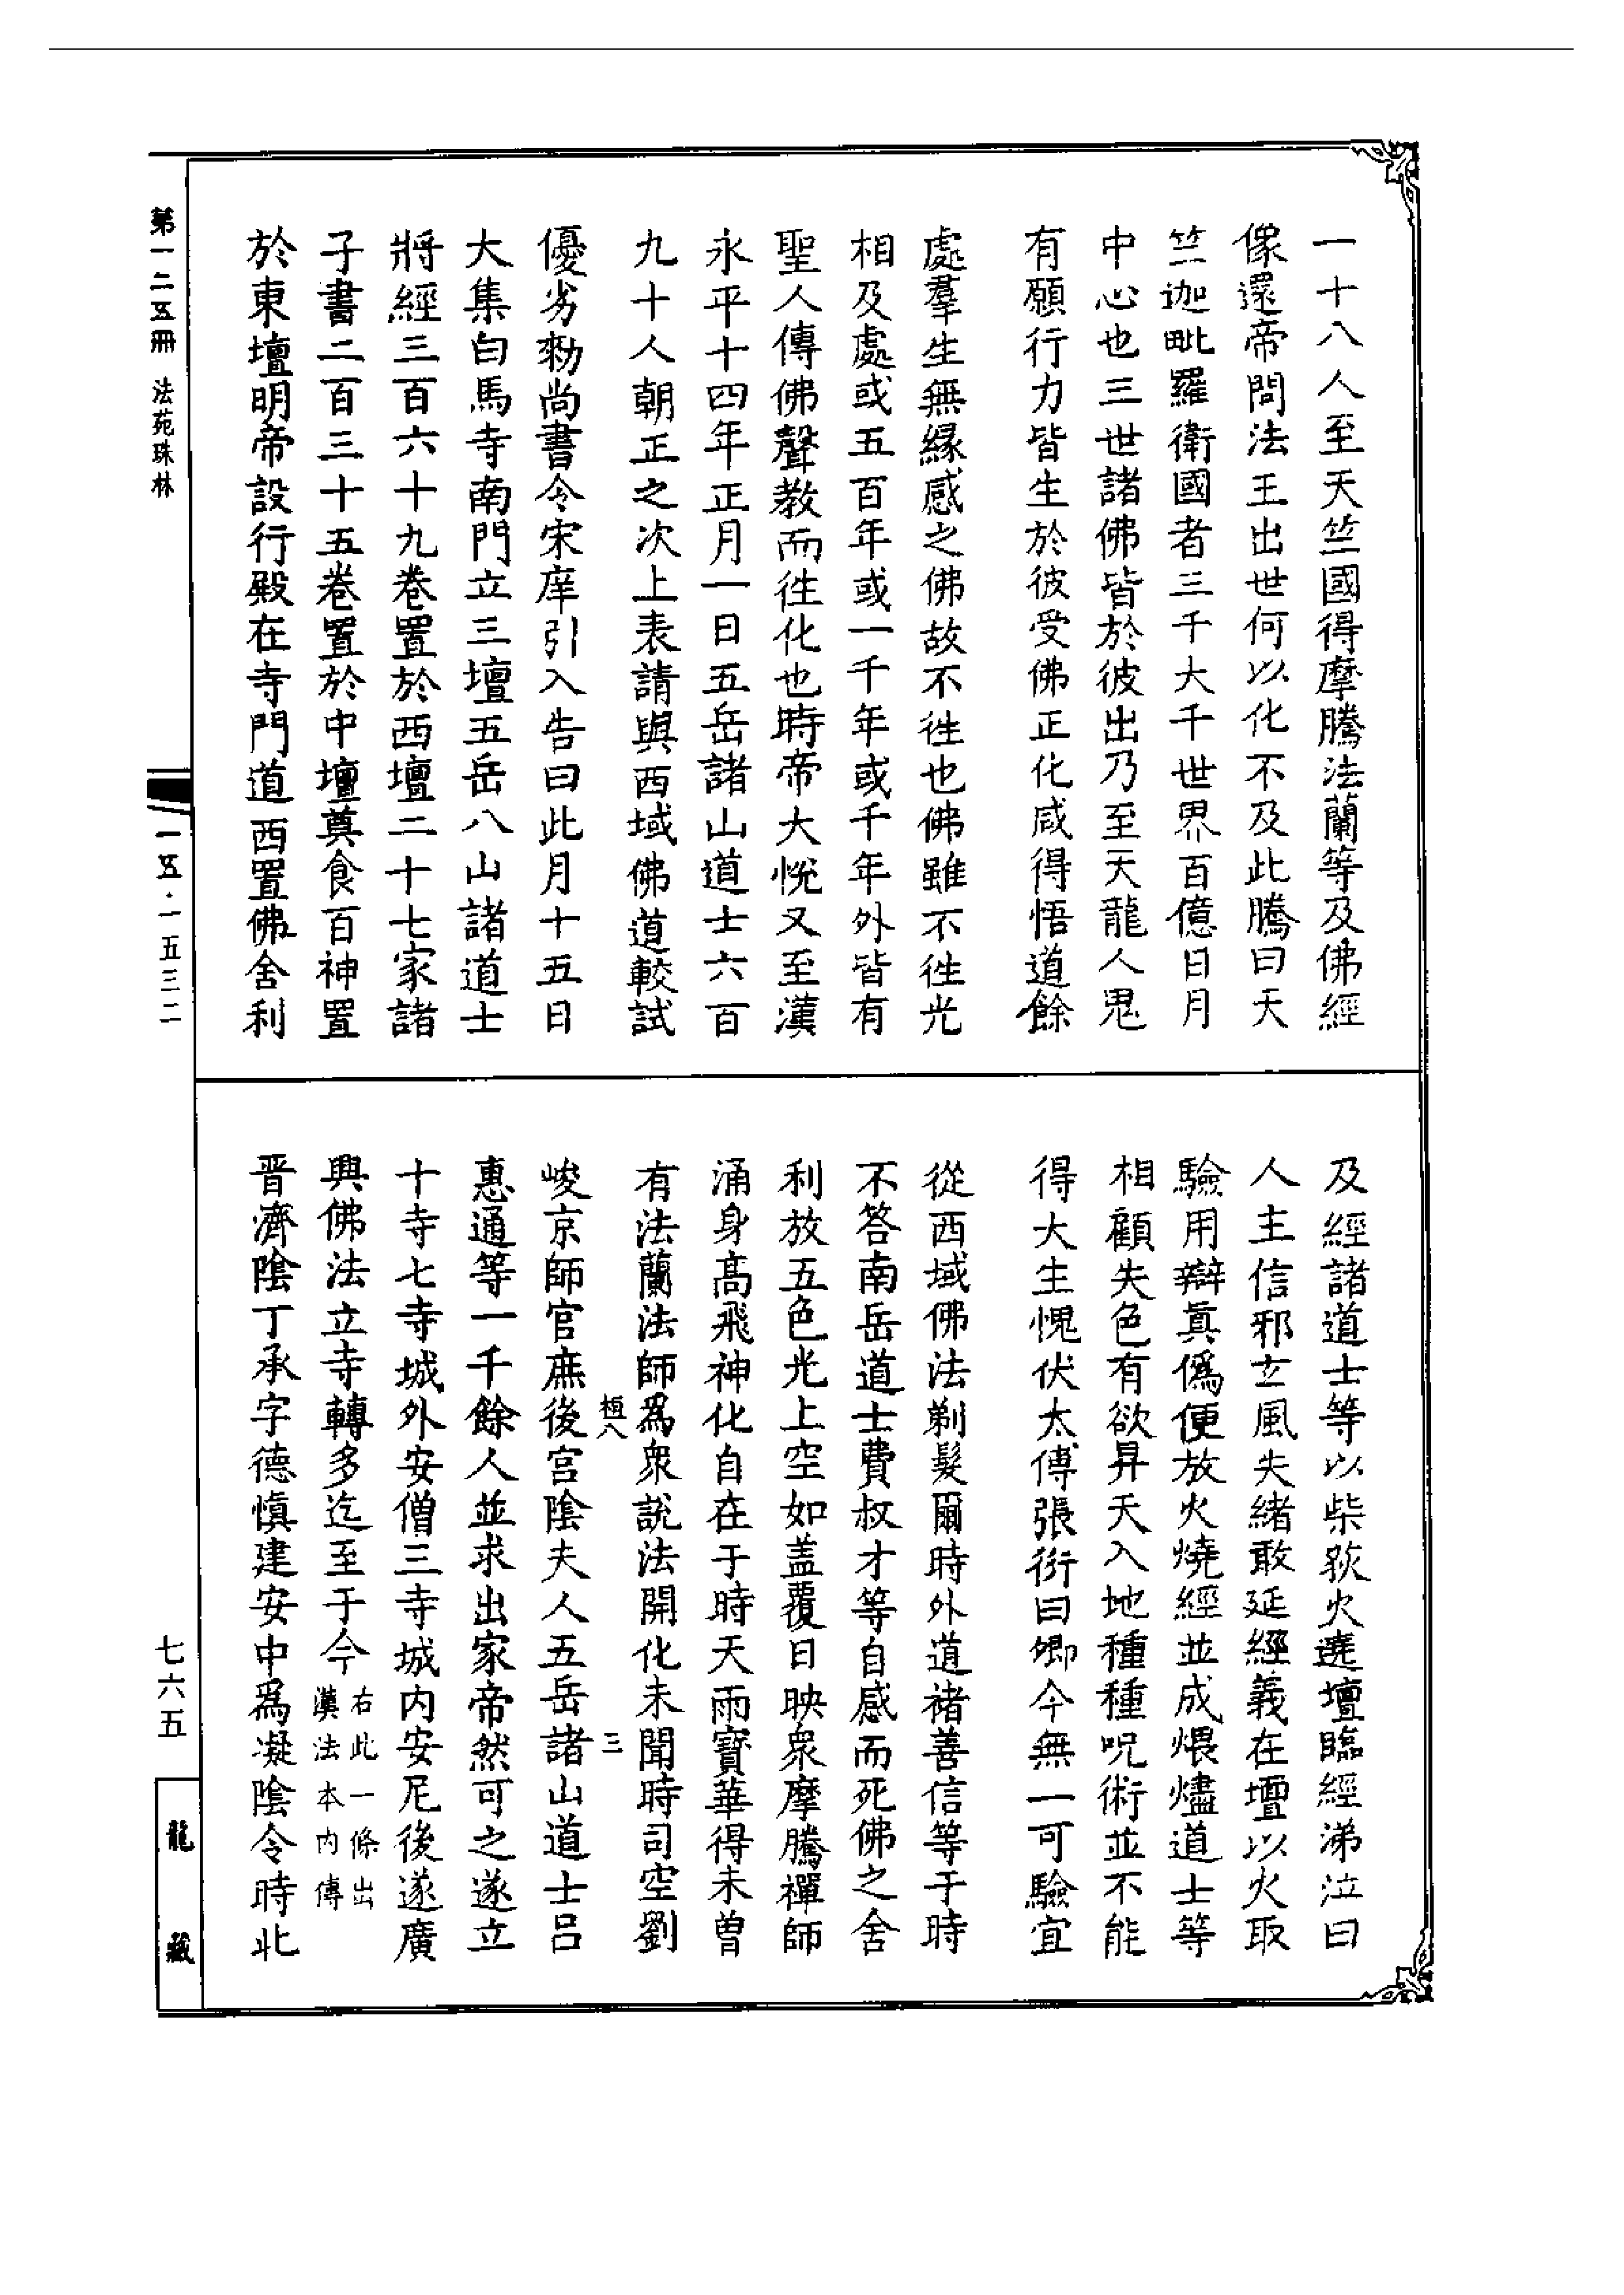 一十八人至天竺國得摩騰法蘭等及佛經
像還帝問法王出世何以化不及此騰曰天
竺迦毗羅衛國者三千大千世界百億日月
中心也三世諸佛皆於彼出乃至天龍人鬼
有願行力皆生於彼受佛正化咸得悟道餘
處羣生無緣感之佛故不徃也佛雖不徃光
相及處或五百年或一千年或千年外皆有
聖人傳佛聲教而徃化也時帝大悅又至漢
永平十四年正月一日五岳諸山道士六百
九十人朝正之次上表請與西域佛道較試
優劣勑尚書令宋庠引入告曰此月十五日
大集白馬寺南門立三壇五岳八山諸道士
將經三百六十九卷置於西壇二十七家諸
子書二百三十五卷置於中壇奠食百神置
於東壇明帝設行殿在寺門道西置佛舍利
及經諸道士等以柴荻火遶壇臨經涕泣曰
人主信邪玄風失緒敢延經義在壇以火取
驗用辯眞僞便放火燒經並成煨燼道士等
相顧失色有欲昇天入地種種呪術並不能
得大生愧伏太傅張衍曰卿今無一可驗宜
從西域佛法剃髮爾時外道褚善信等于時
不答南岳道士費叔才等自感而死佛之舍
利放五色光上空如盖覆日映衆摩騰禪師
涌身高飛神化自在于時天雨寶華得未曾
有法蘭法師爲衆說法開化未聞時司空劉
極八 三
峻京師官庶後宮陰夫人五岳諸山道士呂
惠通等一千餘人並求出家帝然可之遂立
十寺七寺城外安僧三寺城内安尼後遂廣
興佛法立寺轉多迄至于今右此一條出
漢法本内傳
晋濟陰丁承字德愼建安中爲凝陰令時北
第一二五冊 法苑珠林
一五·一五三二
七六五
龍藏